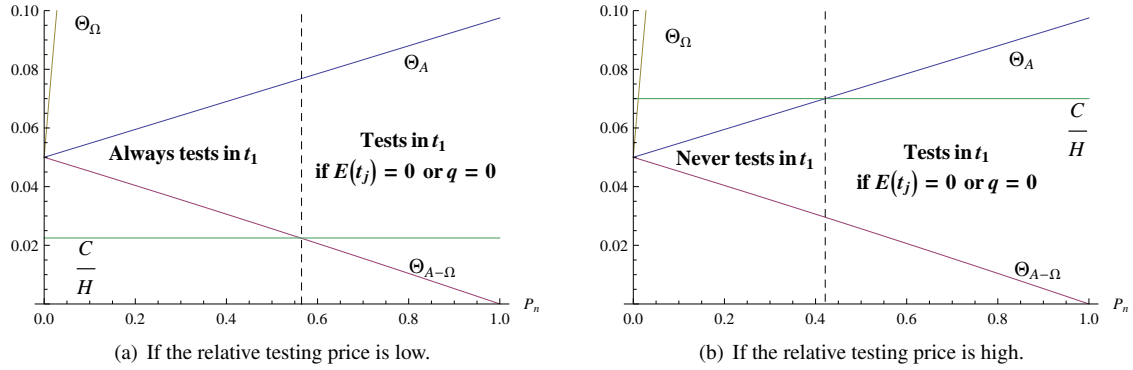 0.10
0.08
0.06
0.04
0.02
Θ_Ω
Θ_A
Always tests in t_1
Tests in t_1
if E(t_j) = 0 or q = 0
C/H
Θ_{A−Ω}
0.0 0.2 0.4 0.6 0.8 1.0 P_n
(a) If the relative testing price is low.
0.10
0.08
0.06
0.04
0.02
Θ_Ω
Θ_A
C/H
Never tests in t_1
Tests in t_1
if E(t_j) = 0 or q = 0
Θ_{A−Ω}
0.0 0.2 0.4 0.6 0.8 1.0 P_n
(b) If the relative testing price is high.